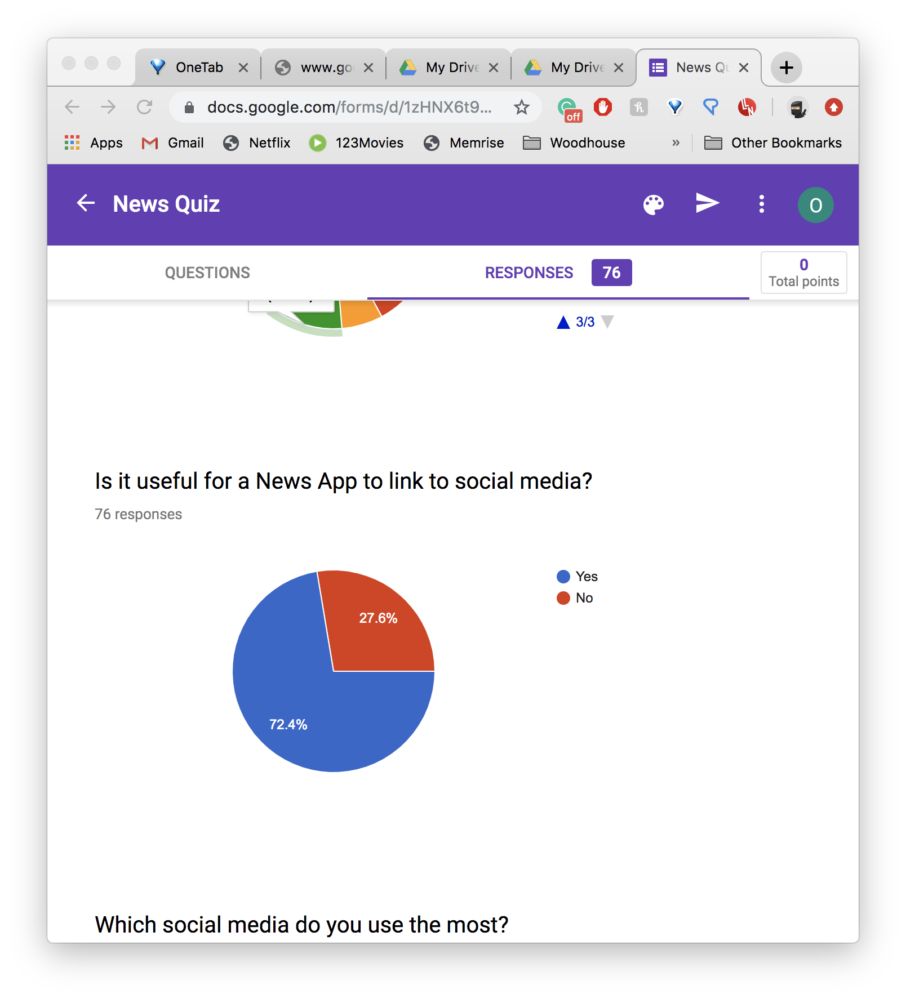 OneTab
www.go
My Drive
My Drive
News Qu
docs.google.com/forms/d/1zHNX6t9...
off
Apps
Gmail
Netflix
123Movies
Memrise
Woodhouse
»
Other Bookmarks
News Quiz
O
QUESTIONS
RESPONSES 76
0
Total points
3/3
Is it useful for a News App to link to social media?
76 responses
Yes
No
27.6%
72.4%
Which social media do you use the most?